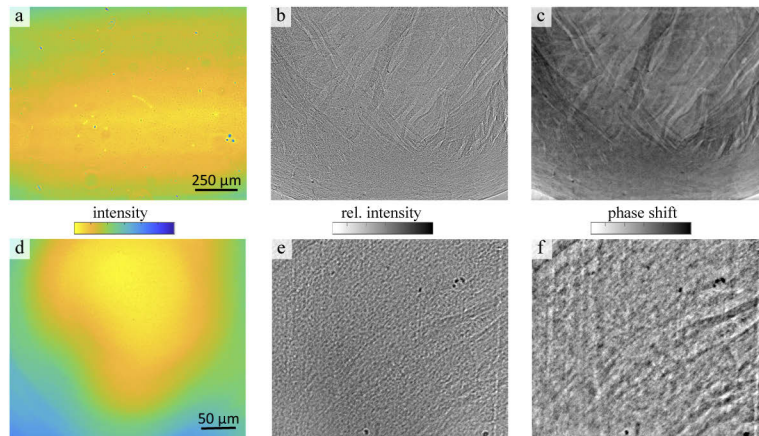 a
b
c
250 µm
intensity
rel. intensity
phase shift
d
e
f
50 µm